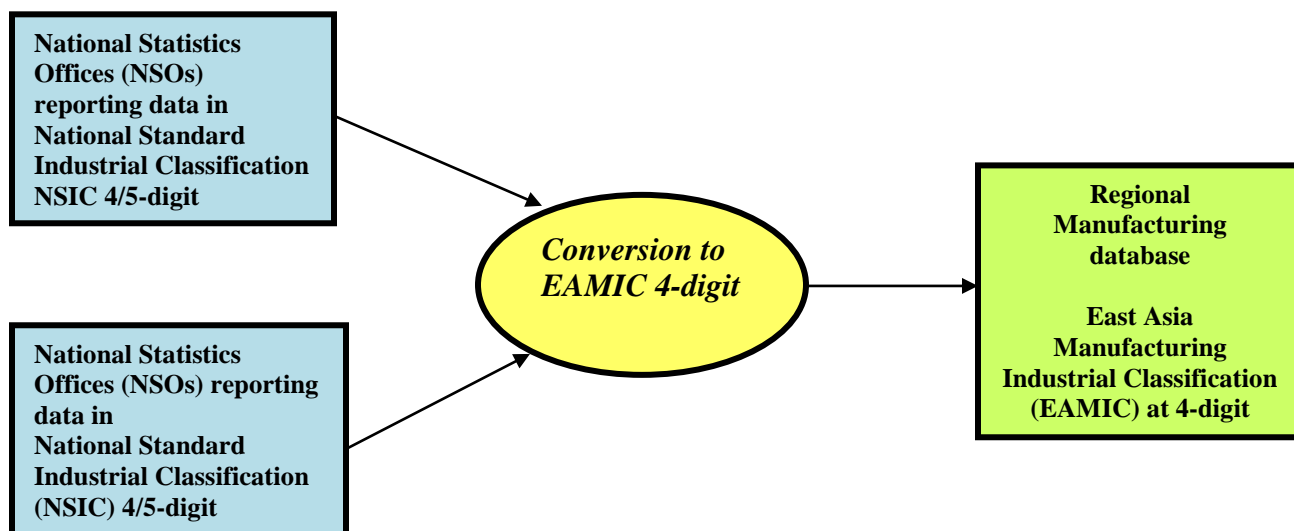 National Statistics
Offices (NSOs)
reporting data in
National Standard
Industrial Classification
NSIC 4/5-digit
Conversion to
EAMIC 4-digit
National Statistics
Offices (NSOs) reporting
data in
National Standard
Industrial Classification
(NSIC) 4/5-digit
Regional
Manufacturing
database
East Asia
Manufacturing
Industrial Classification
(EAMIC) at 4-digit